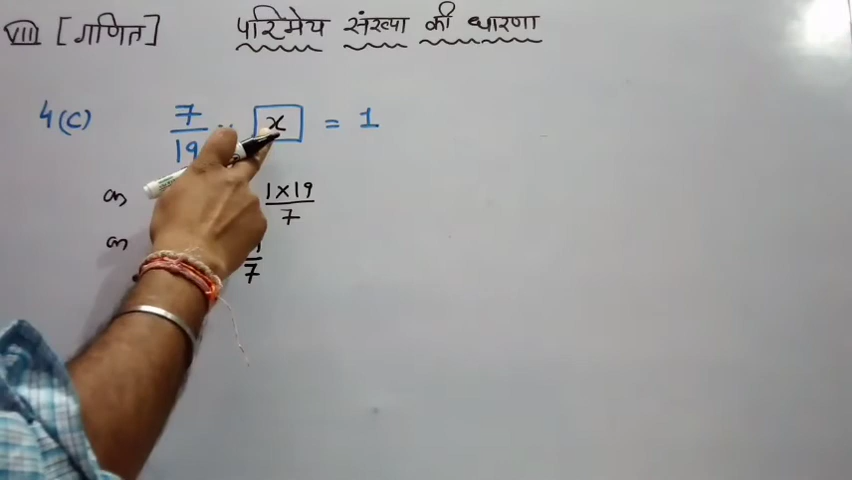 VIII [गणित] परिमेय संख्या की धारणा
4(C) 7/19 x = 1
1×19/7
7